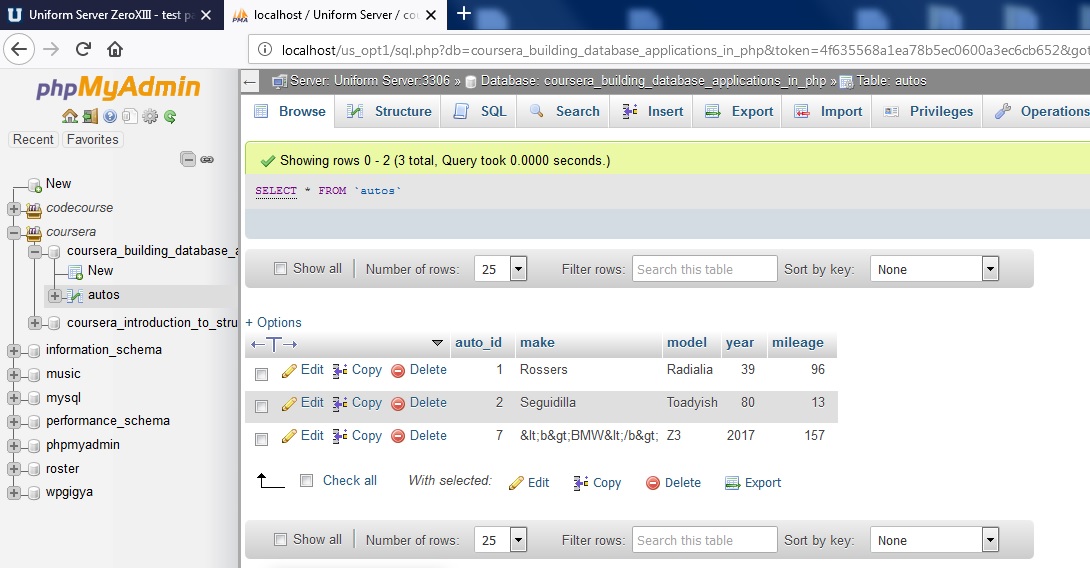 Uniform Server ZeroXIII - test pa
localhost / Uniform Server / cou
localhost/us_opt1/sql.php?db=coursera_building_database_applications_in_php&token=4f635568a1ea78b5ec0600a3ec6cb652&got
phpMyAdmin
Recent Favorites
New
codecourse
coursera
coursera_building_database_a
New
autos
coursera_introduction_to_stru
information_schema
music
mysql
performance_schema
phpmyadmin
roster
wpgigya
Server: Uniform Server:3306 » Database: coursera_building_database_applications_in_php » Table: autos
Browse Structure SQL Search Insert Export Import Privileges Operations
Showing rows 0 - 2 (3 total, Query took 0.0000 seconds.)
SELECT * FROM `autos`
Show all Number of rows: 25 Filter rows: Search this table Sort by key: None
+ Options
←T→ auto_id make model year mileage
Edit Copy Delete 1 Rossers Radialia 39 96
Edit Copy Delete 2 Seguidilla Toadyish 80 13
Edit Copy Delete 7 &lt;b&gt;BMW&lt;/b&gt; Z3 2017 157
Check all With selected: Edit Copy Delete Export
Show all Number of rows: 25 Filter rows: Search this table Sort by key: None